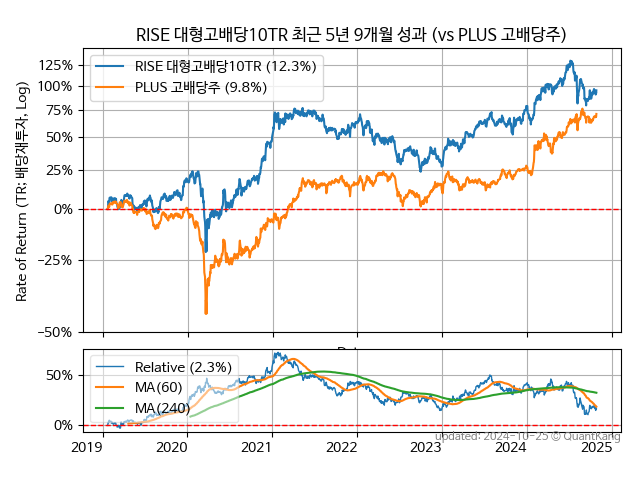 RISE 대형고배당10TR 최근 5년 9개월 성과 (vs PLUS 고배당주)
Rate of Return (TR: 배당재투자, Log)
125%
100%
75%
50%
25%
0%
−25%
−50%
RISE 대형고배당10TR (12.3%)
PLUS 고배당주 (9.8%)
50%
0%
Relative (2.3%)
MA(60)
MA(240)
2019 2020 2021 2022 2023 2024 2025
updated: 2024-10-25 © QuantKang